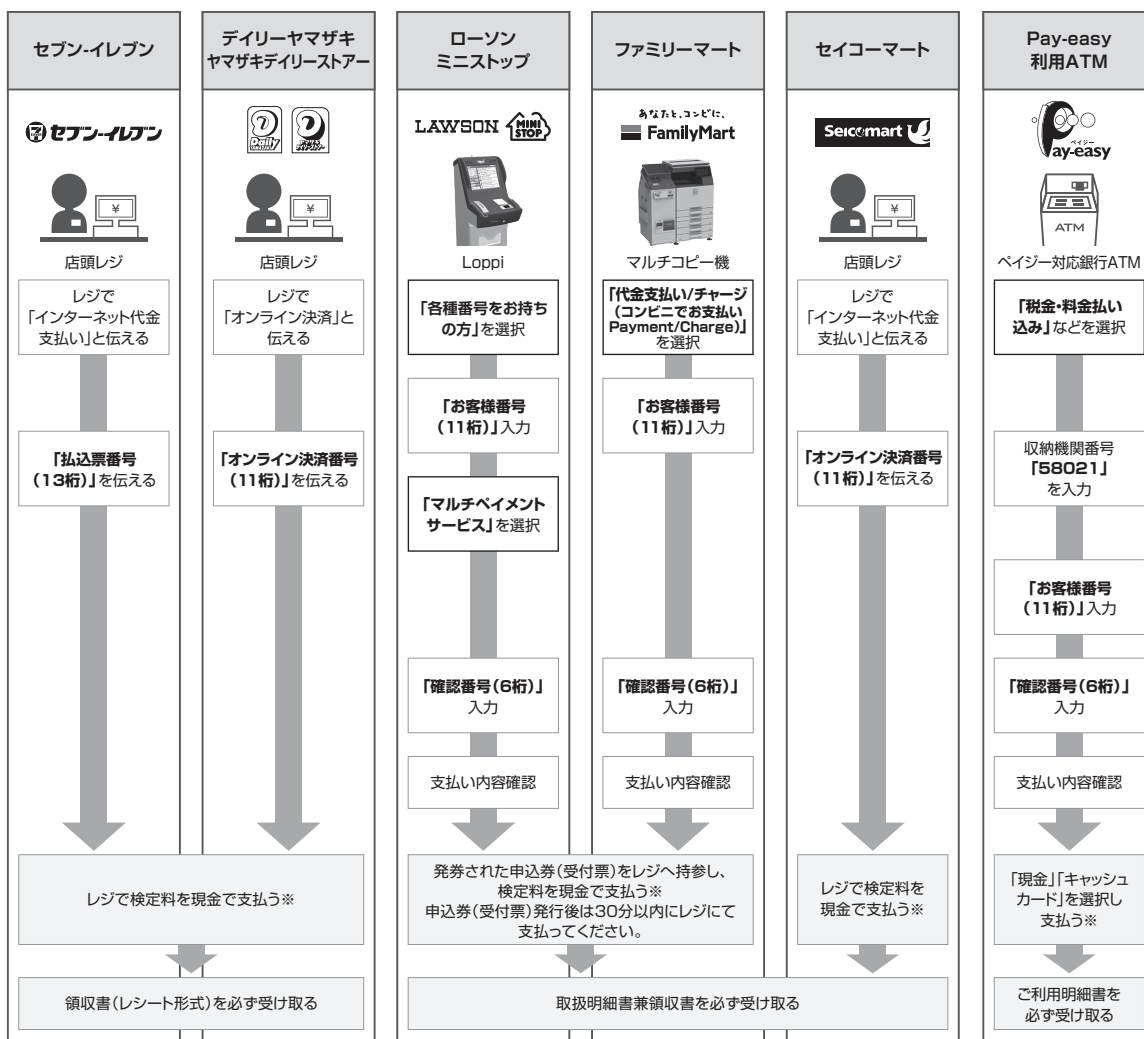 セブン-イレブン
セブン-イレブン
¥
店頭レジ
レジで
「インターネット代金
支払い」と伝える
「払込票番号
(13桁)」を伝える
デイリーヤマザキ
ヤマザキデイリーストアー
Daily
¥
店頭レジ
レジで
「オンライン決済」と
伝える
「オンライン決済番号
(11桁)」を伝える
レジで検定料を現金で支払う※
領収書(レシート形式)を必ず受け取る
ローソン
ミニストップ
LAWSON
MINI
STOP
Loppi
「各種番号をお持ち
の方」を選択
「お客様番号
(11桁)」入力
「マルチペイメント
サービス」を選択
「確認番号(6桁)」
入力
支払い内容確認
ファミリーマート
あなたと、コンビに、
FamilyMart
マルチコピー機
「代金支払い/チャージ
(コンビニでお支払い
Payment/Charge)」
を選択
「お客様番号
(11桁)」入力
「確認番号(6桁)」
入力
支払い内容確認
発券された申込券(受付票)をレジへ持参し、
検定料を現金で支払う※
申込券(受付票)発行後は30分以内にレジにて
支払ってください。
セイコーマート
Seicomart
¥
店頭レジ
レジで
「インターネット代金
支払い」と伝える
「オンライン決済番号
(11桁)」を伝える
レジで検定料を
現金で支払う※
取扱明細書兼領収書を必ず受け取る
Pay-easy
利用ATM
ペイジー
Pay-easy
ATM
ペイジー対応銀行ATM
「税金・料金払い
込み」などを選択
収納機関番号
「58021」
を入力
「お客様番号
(11桁)」入力
「確認番号(6桁)」
入力
支払い内容確認
「現金」「キャッシュ
カード」を選択し
支払う※
ご利用明細書を
必ず受け取る